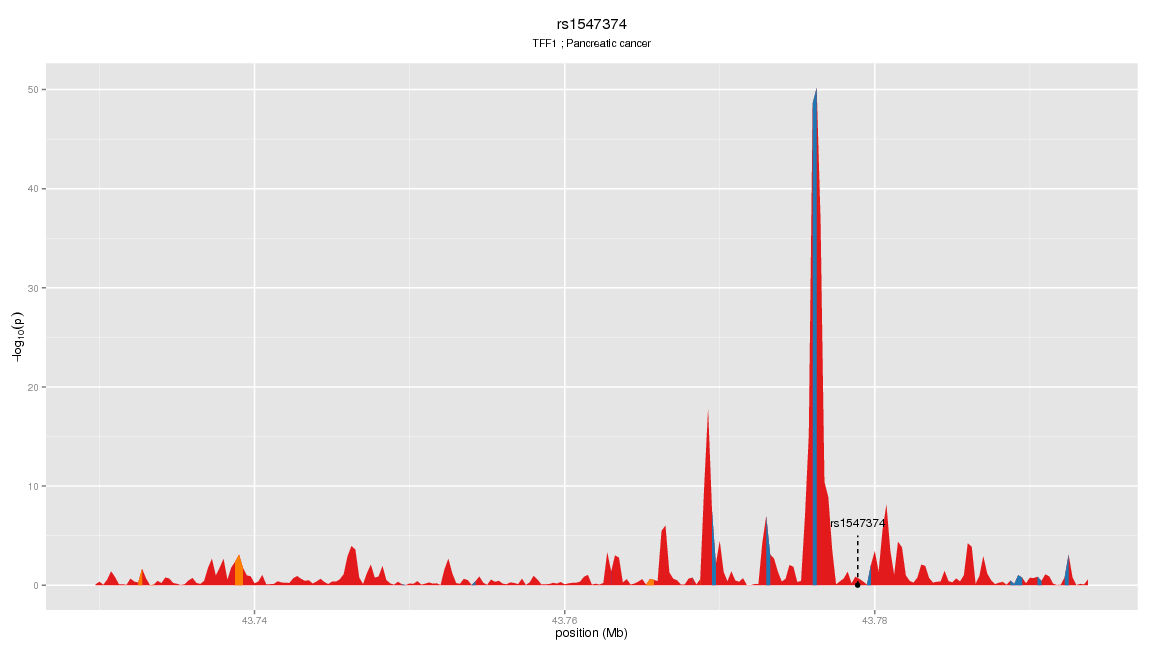 rs1547374
TFF1 ; Pancreatic cancer
50
40
30
20
10
0
−log10(p)
rs1547374
43.74
43.76
43.78
position (Mb)